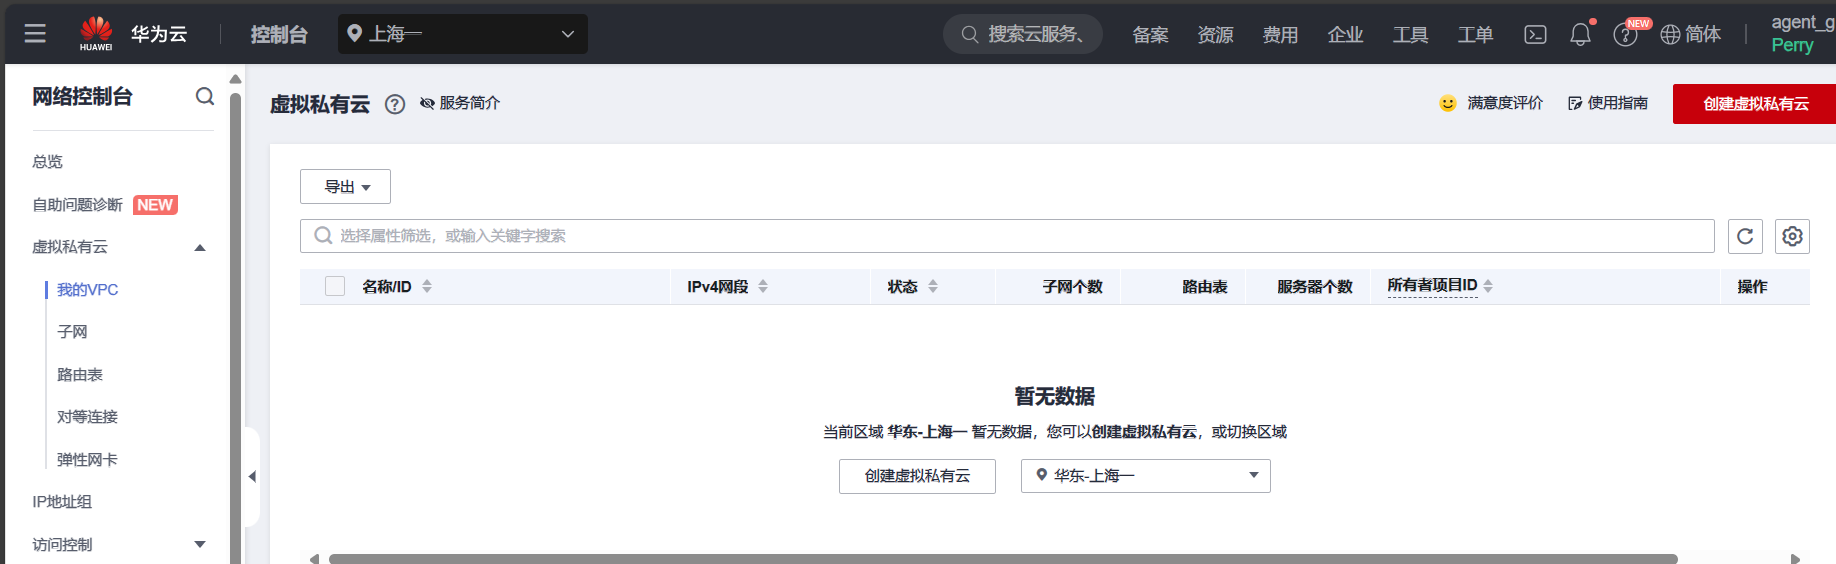 HUAWEI
华为云
控制台
上海一
搜索云服务、
备案
资源
费用
企业
工具
工单
NEW
简体
agent_g
Perry
网络控制台
总览
自助问题诊断 NEW
虚拟私有云
我的VPC
子网
路由表
对等连接
弹性网卡
IP地址组
访问控制
虚拟私有云
服务简介
满意度评价
使用指南
创建虚拟私有云
导出
选择属性筛选，或输入关键字搜索
名称/ID
IPv4网段
状态
子网个数
路由表
服务器个数
所有者项目ID
操作
暂无数据
当前区域 华东-上海一 暂无数据，您可以创建虚拟私有云，或切换区域
创建虚拟私有云
华东-上海一